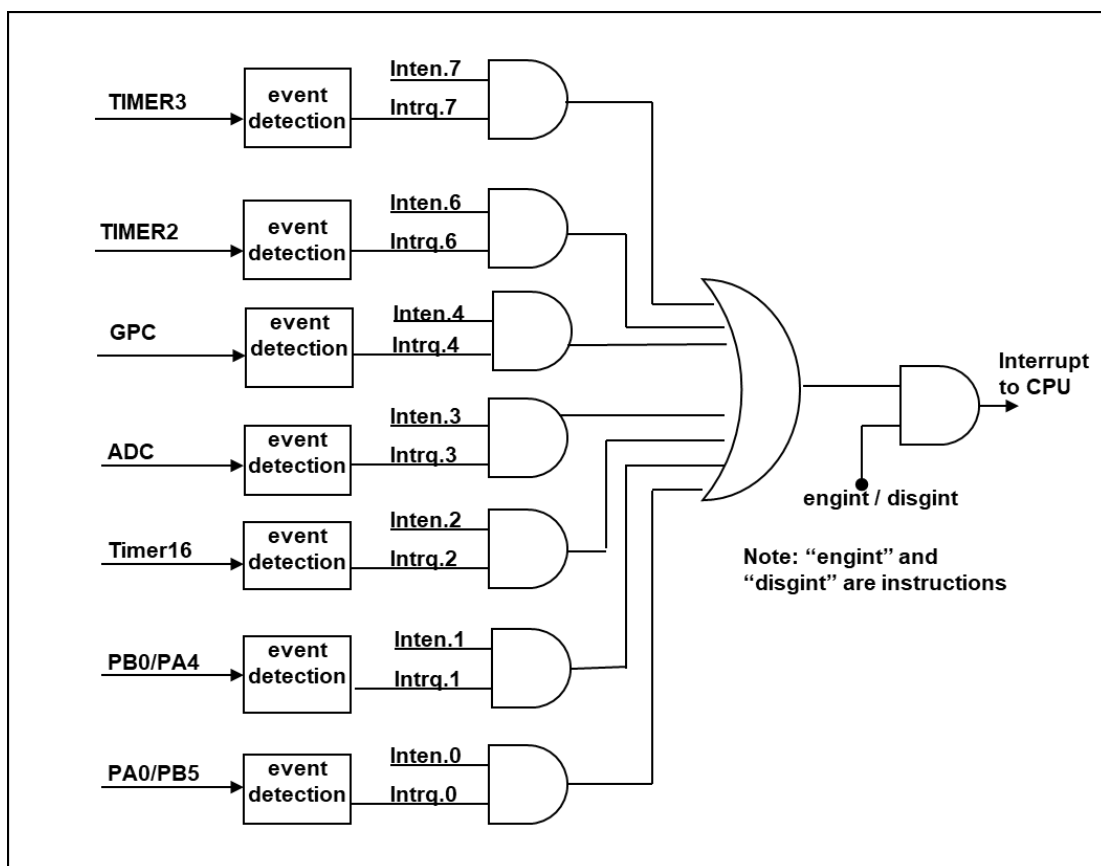 TIMER3
event
detection
Inten.7
Intrq.7
TIMER2
event
detection
Inten.6
Intrq.6
GPC
event
detection
Inten.4
Intrq.4
ADC
event
detection
Inten.3
Intrq.3
Timer16
event
detection
Inten.2
Intrq.2
PB0/PA4
event
detection
Inten.1
Intrq.1
PA0/PB5
event
detection
Inten.0
Intrq.0
Interrupt
to CPU
engint / disgint
Note: “engint” and
“disgint” are instructions